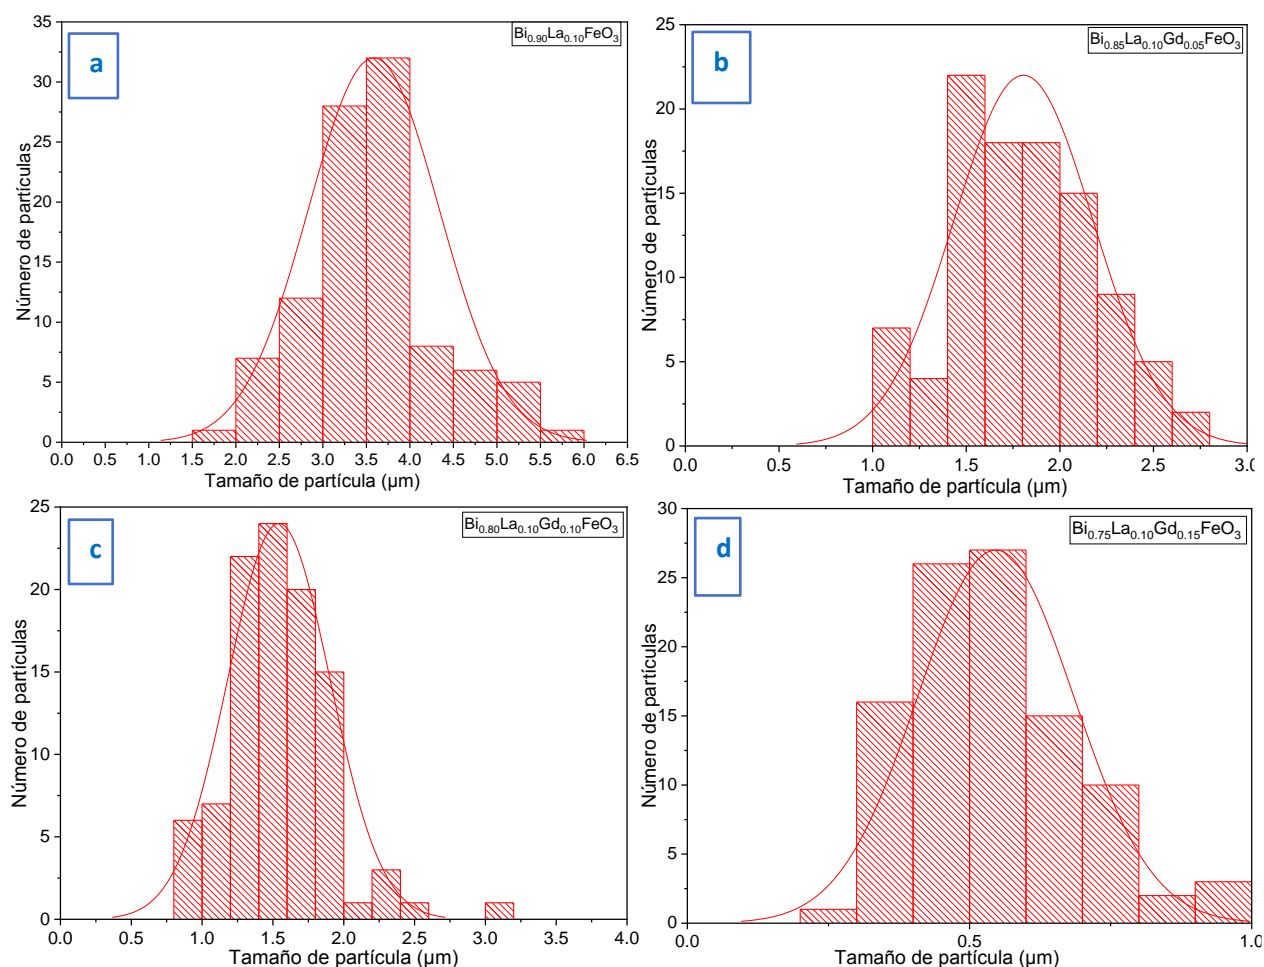 a
Bi0.90La0.10FeO3
35
30
25
20
15
10
5
0
Número de partículas
0.0 0.5 1.0 1.5 2.0 2.5 3.0 3.5 4.0 4.5 5.0 5.5 6.0 6.5
Tamaño de partícula (μm)
b
Bi0.85La0.10Gd0.05FeO3
25
20
15
10
5
0
Número de partículas
0.0 0.5 1.0 1.5 2.0 2.5 3.0
Tamaño de partícula (μm)
c
Bi0.80La0.10Gd0.10FeO3
25
20
15
10
5
0
Número de partículas
0.0 0.5 1.0 1.5 2.0 2.5 3.0 3.5 4.0
Tamaño de partícula (μm)
d
Bi0.75La0.10Gd0.15FeO3
30
25
20
15
10
5
0
Número de partículas
0.0 0.5 1.0
Tamaño de partícula (μm)